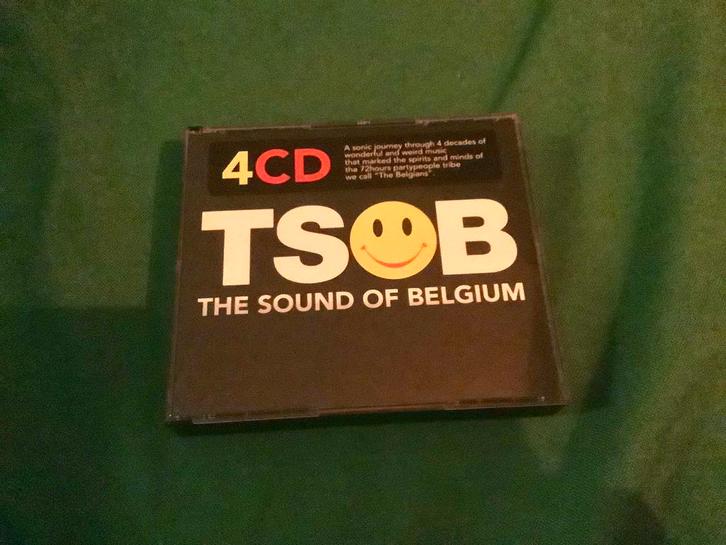 4CD
A sonic journey through 4 decades of
wonderful and weird music
that marked the spirits and minds of
tha 72hours partypeople tribe
we call "The Belgians"
TSOB
THE SOUND OF BELGIUM